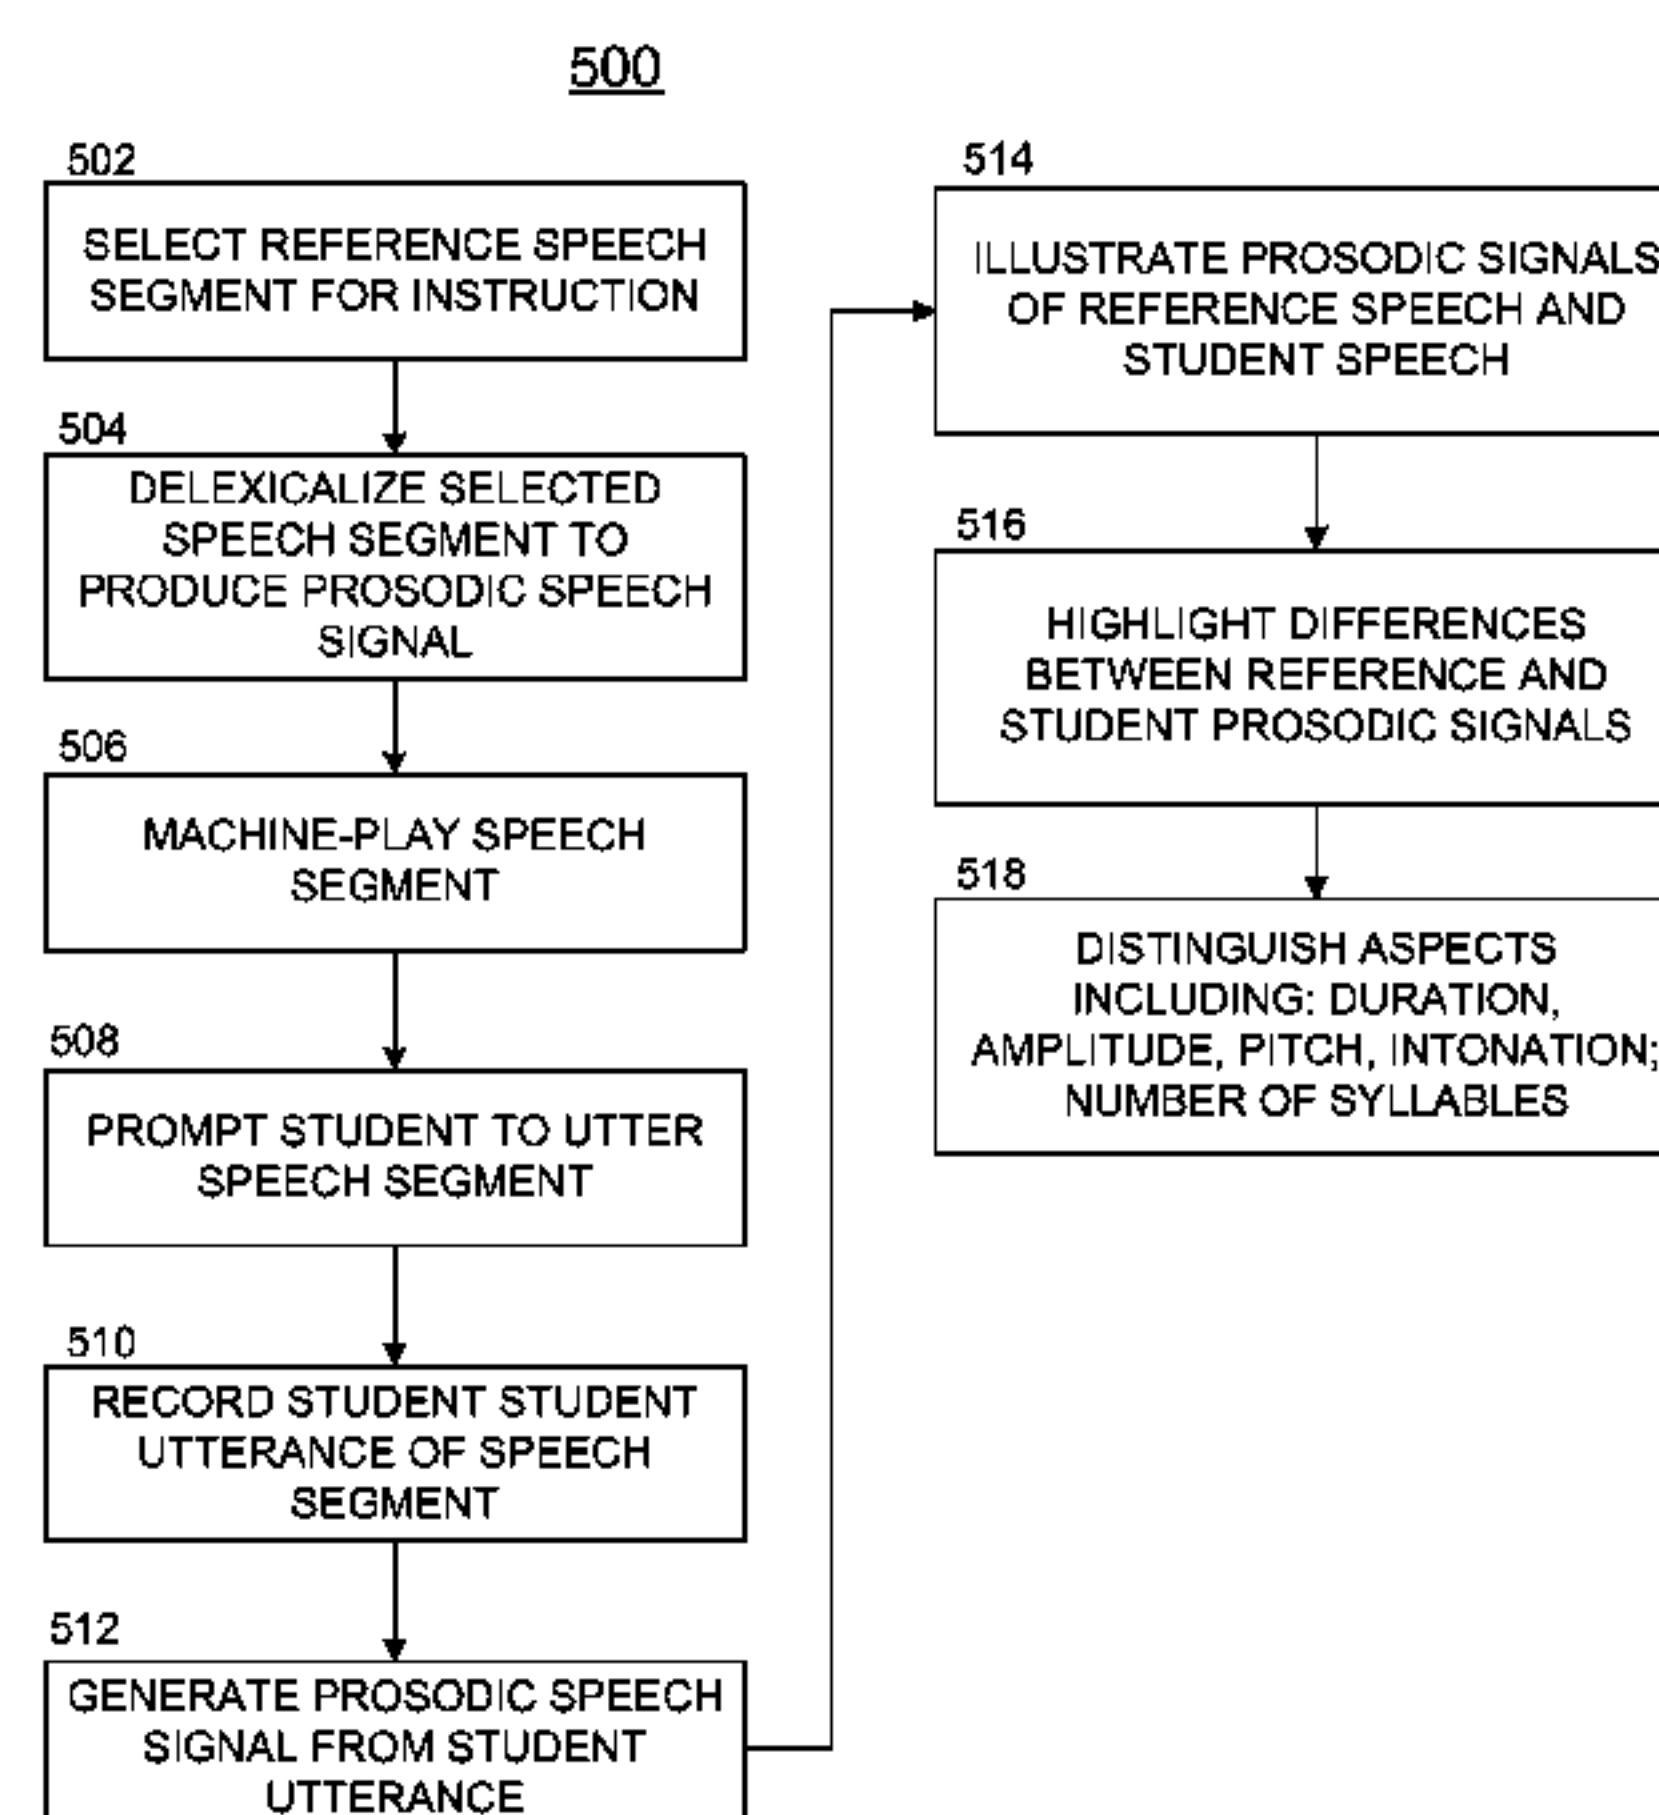 500
502
SELECT REFERENCE SPEECH
SEGMENT FOR INSTRUCTION
504
DELEXICALIZE SELECTED
SPEECH SEGMENT TO
PRODUCE PROSODIC SPEECH
SIGNAL
506
MACHINE-PLAY SPEECH
SEGMENT
508
PROMPT STUDENT TO UTTER
SPEECH SEGMENT
510
RECORD STUDENT STUDENT
UTTERANCE OF SPEECH
SEGMENT
512
GENERATE PROSODIC SPEECH
SIGNAL FROM STUDENT
UTTERANCE
514
ILLUSTRATE PROSODIC SIGNALS
OF REFERENCE SPEECH AND
STUDENT SPEECH
516
HIGHLIGHT DIFFERENCES
BETWEEN REFERENCE AND
STUDENT PROSODIC SIGNALS
518
DISTINGUISH ASPECTS
INCLUDING: DURATION,
AMPLITUDE, PITCH, INTONATION;
NUMBER OF SYLLABLES